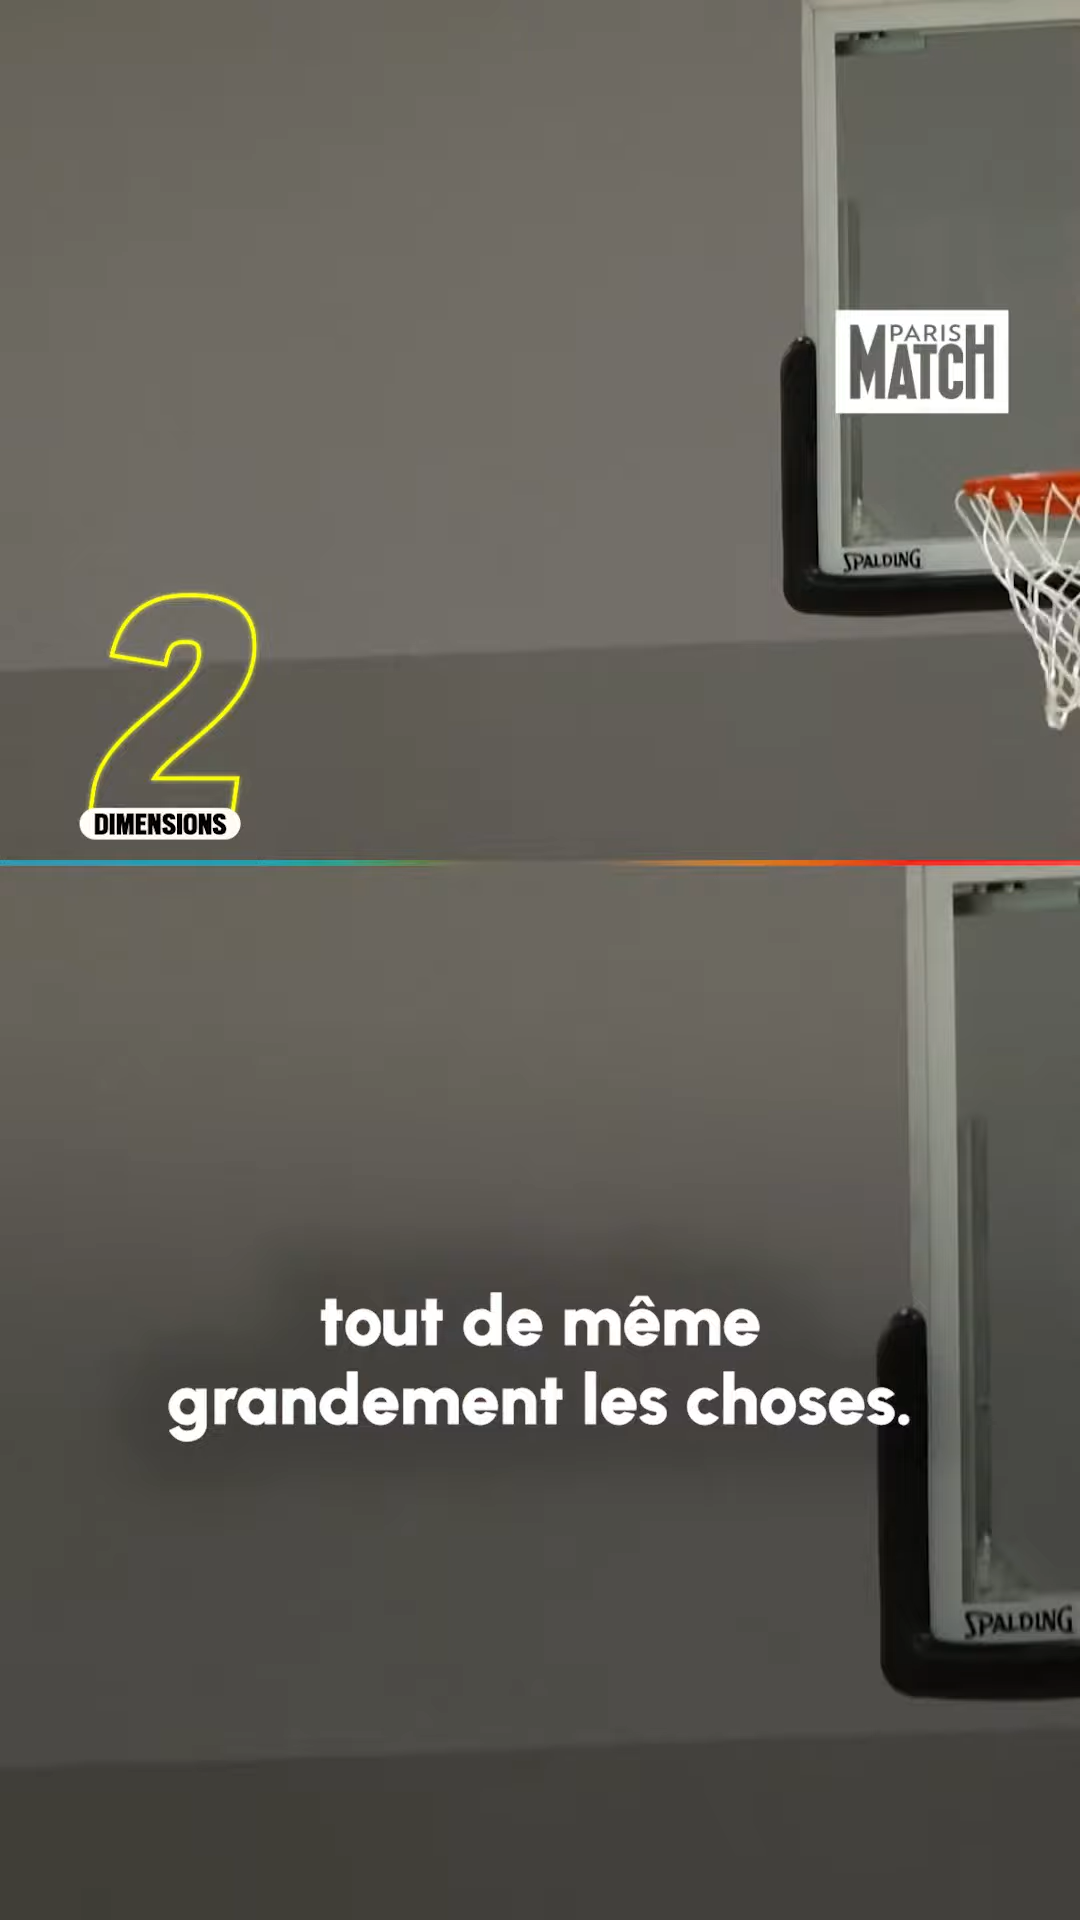 PARIS
MATCH
SPALDING
2
DIMENSIONS
tout de même
grandement les choses.
SPALDING